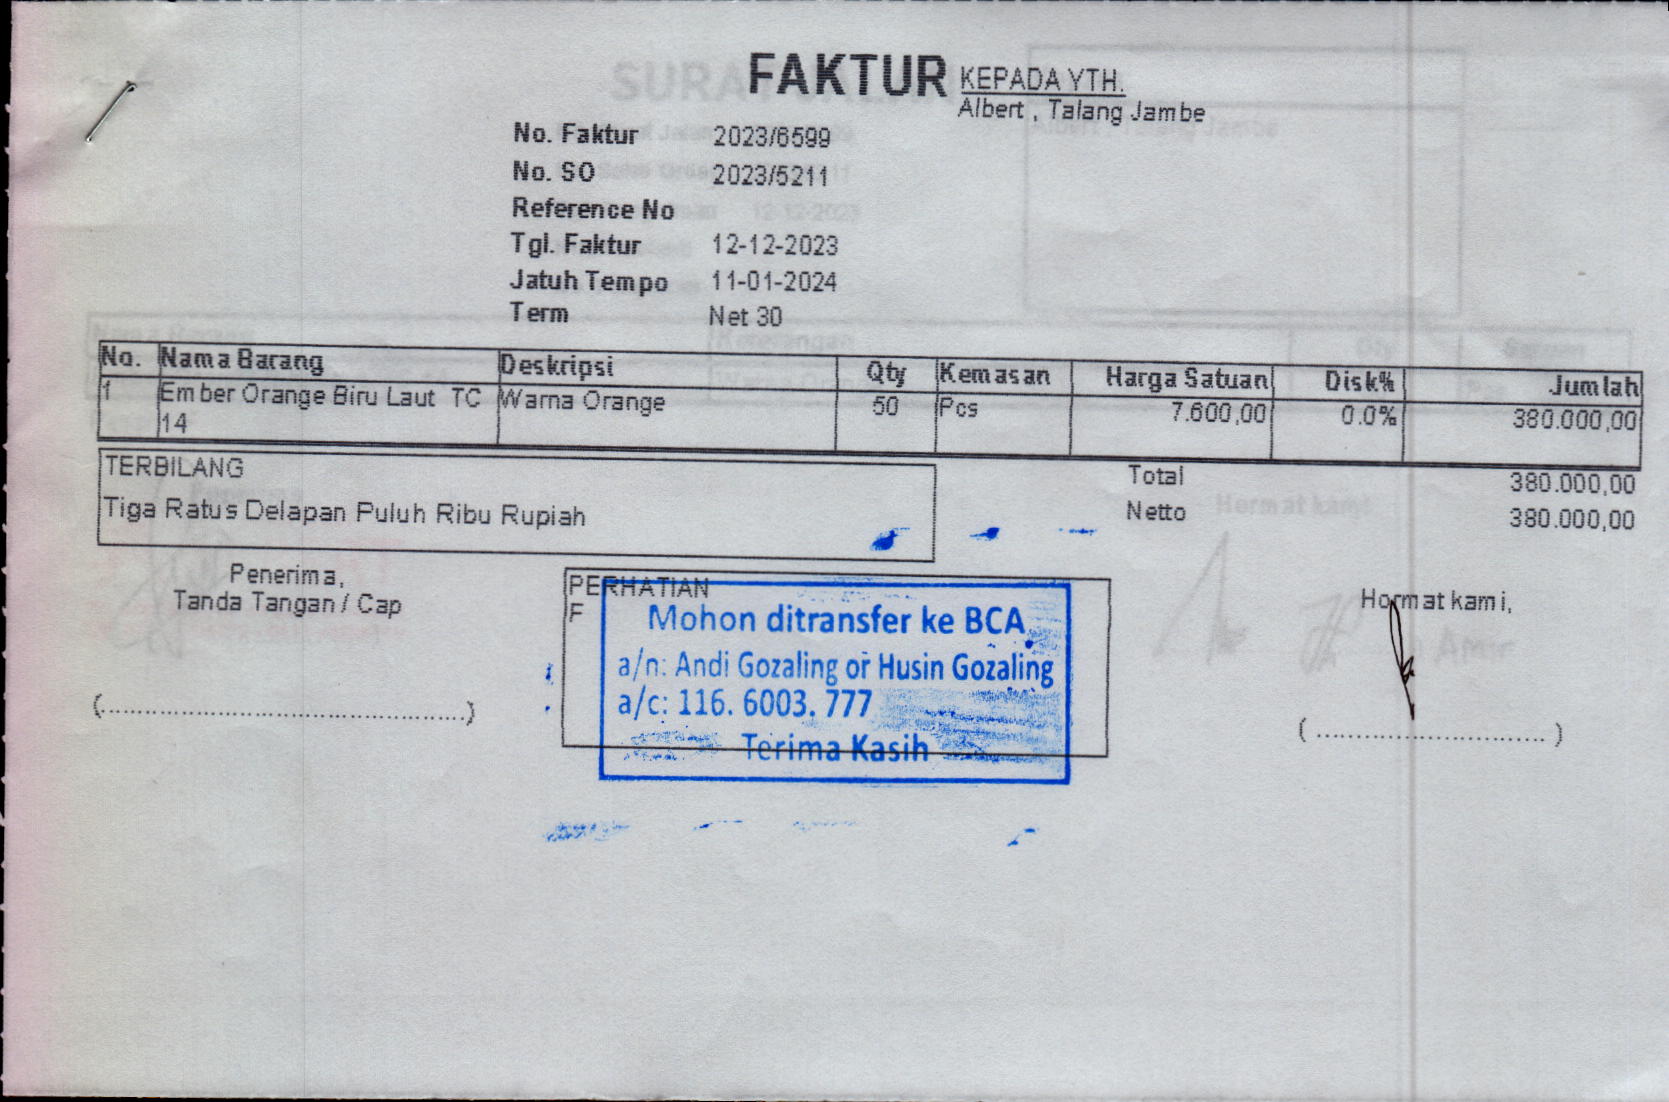 FAKTUR
KEPADA YTH.
Albert , Talang Jambe
No. Faktur 2023/6599
No. SO 2023/5211
Reference No
Tgl. Faktur 12-12-2023
Jatuh Tempo 11-01-2024
Term Net 30
No. Nama Barang Deskripsi Qty Kemasan Harga Satuan Disk% Jumlah
1 Ember Orange Biru Laut TC 14 Warna Orange 50 Pcs 7.600,00 0.0% 380.000,00
TERBILANG
Tiga Ratus Delapan Puluh Ribu Rupiah
Total 380.000,00
Netto 380.000,00
Penerima,
Tanda Tangan / Cap
(................................................)
PERHATIAN
F
Mohon ditransfer ke BCA
a/n: Andi Gozaling or Husin Gozaling
a/c: 116. 6003. 777
Terima Kasih
Hormat kami,
( .............................. )